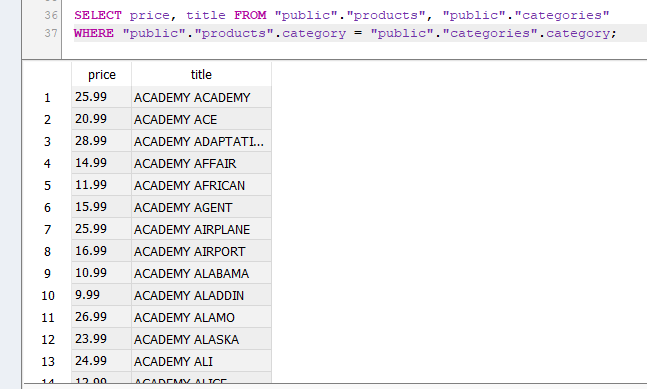 36 SELECT price, title FROM "public"."products", "public"."categories"
37 WHERE "public"."products".category = "public"."categories".category;
price title
1 25.99 ACADEMY ACADEMY
2 20.99 ACADEMY ACE
3 28.99 ACADEMY ADAPTATI...
4 14.99 ACADEMY AFFAIR
5 11.99 ACADEMY AFRICAN
6 15.99 ACADEMY AGENT
7 25.99 ACADEMY AIRPLANE
8 16.99 ACADEMY AIRPORT
9 10.99 ACADEMY ALABAMA
10 9.99 ACADEMY ALADDIN
11 26.99 ACADEMY ALAMO
12 23.99 ACADEMY ALASKA
13 24.99 ACADEMY ALI
14 12.99 ACADEMY ALICE